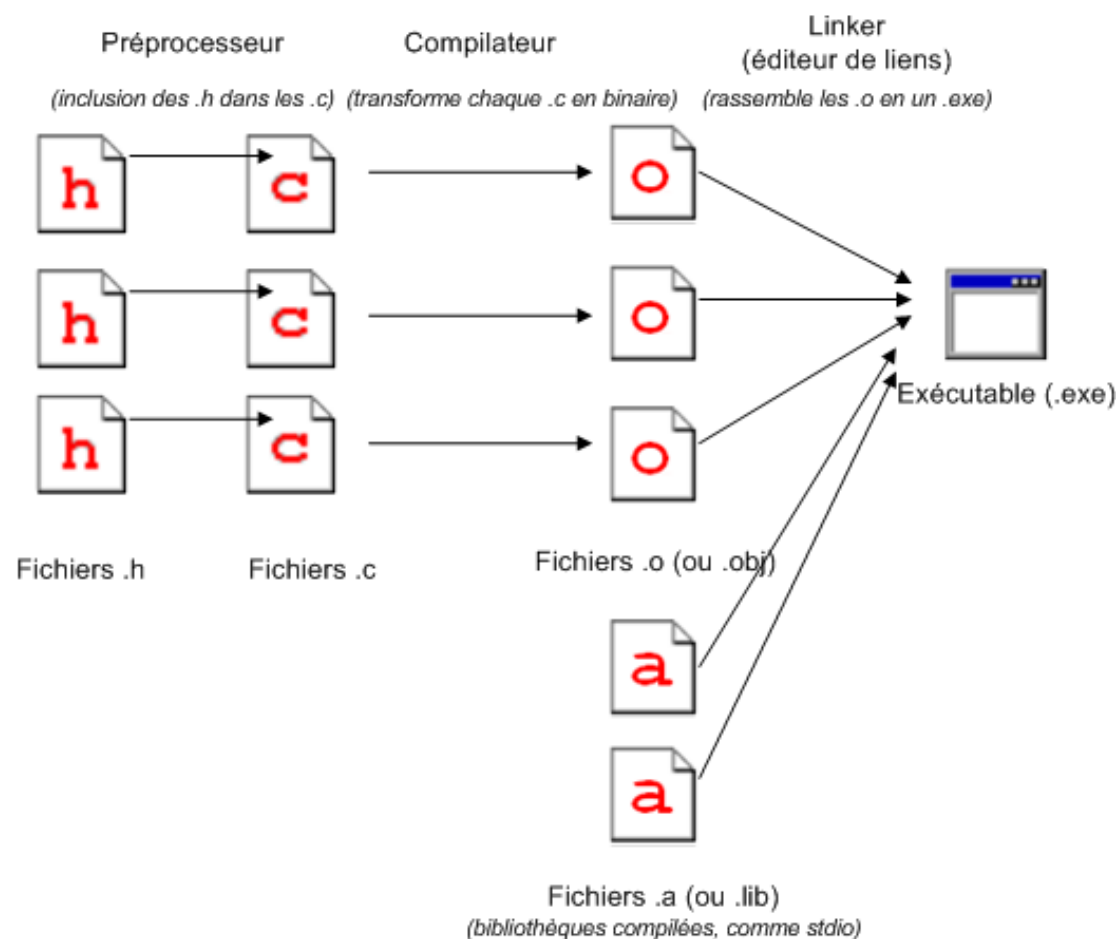 Préprocesseur
Compilateur
Linker
(éditeur de liens)
(inclusion des .h dans les .c)
(transforme chaque .c en binaire)
(rassemble les .o en un .exe)
h
c
o
h
c
o
h
c
o
Exécutable (.exe)
Fichiers .h
Fichiers .c
Fichiers .o (ou .obj)
a
a
Fichiers .a (ou .lib)
(bibliothèques compilées, comme stdio)